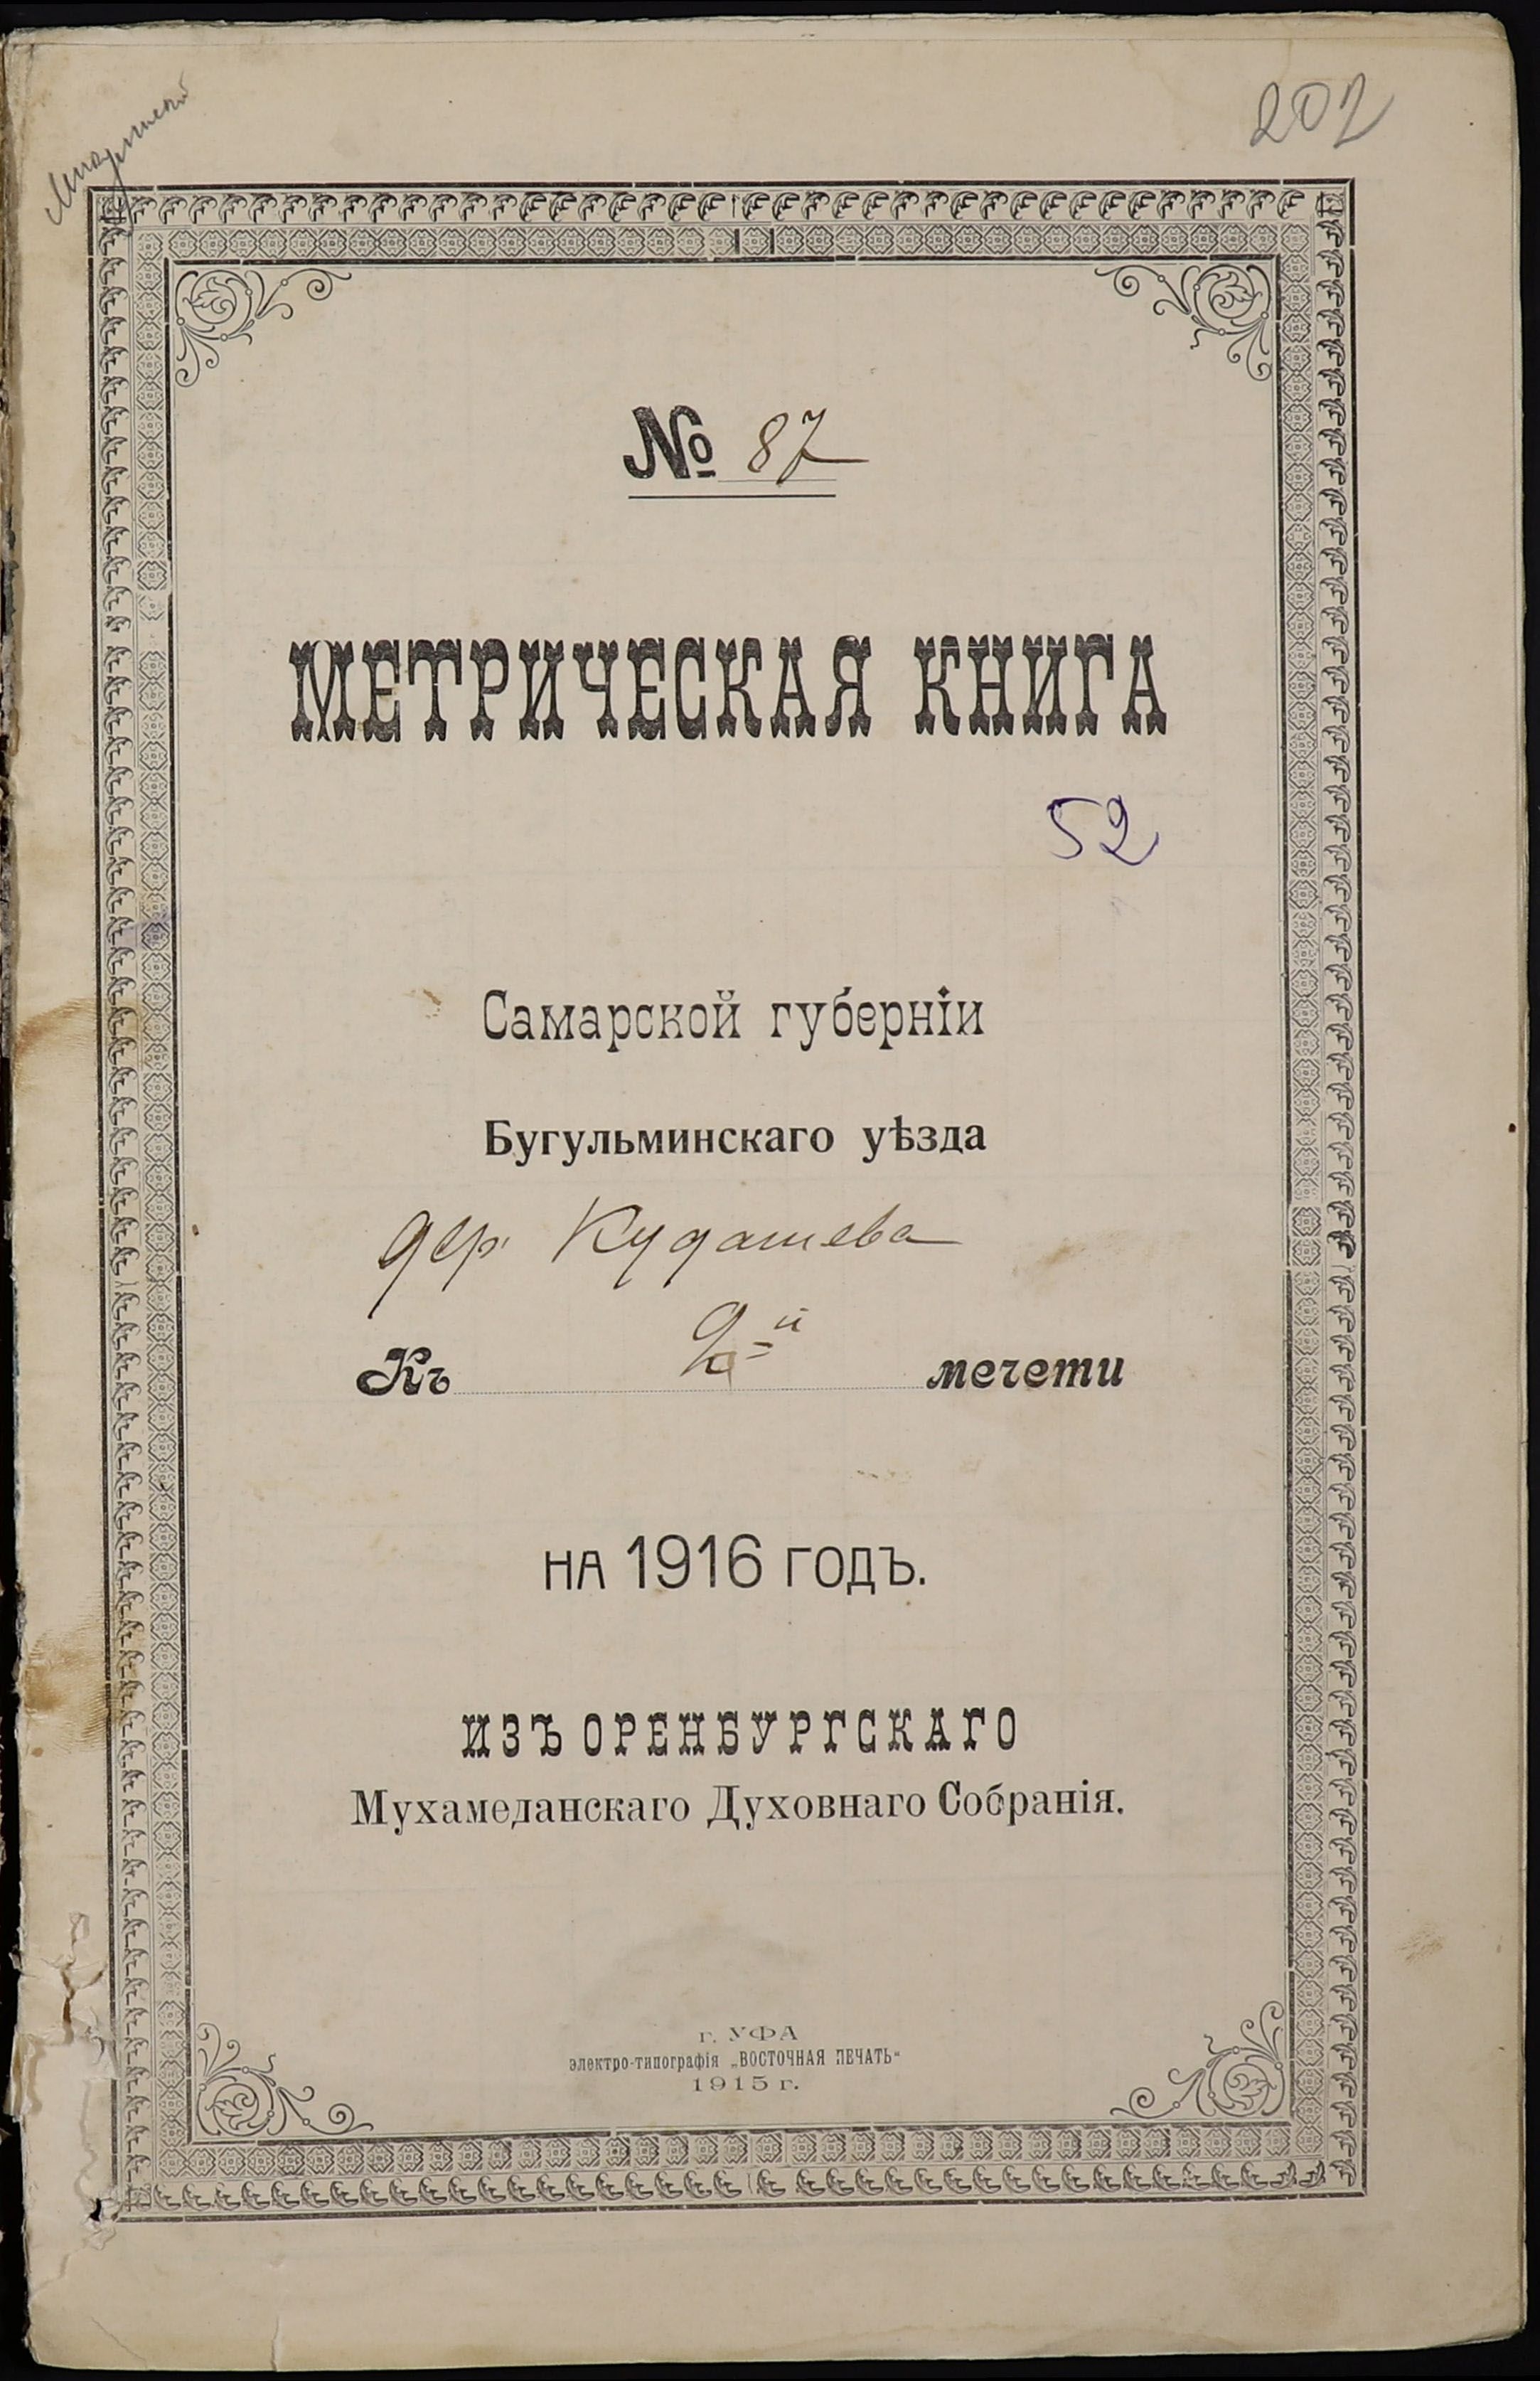 202
№ 87
МЕТРИЧЕСКАЯ КНИГА
52
Самарской губерніи
Бугульминскаго уѣзда
дер. Кудашева
Къ 2=й мечети
НА 1916 ГОДЪ.
ИЗЪ ОРЕНБУРГСКАГО
Мухамеданскаго Духовнаго Собранія.
г. УФА
электро-типографія „ВОСТОЧНАЯ ПЕЧАТЬ“
1915 г.